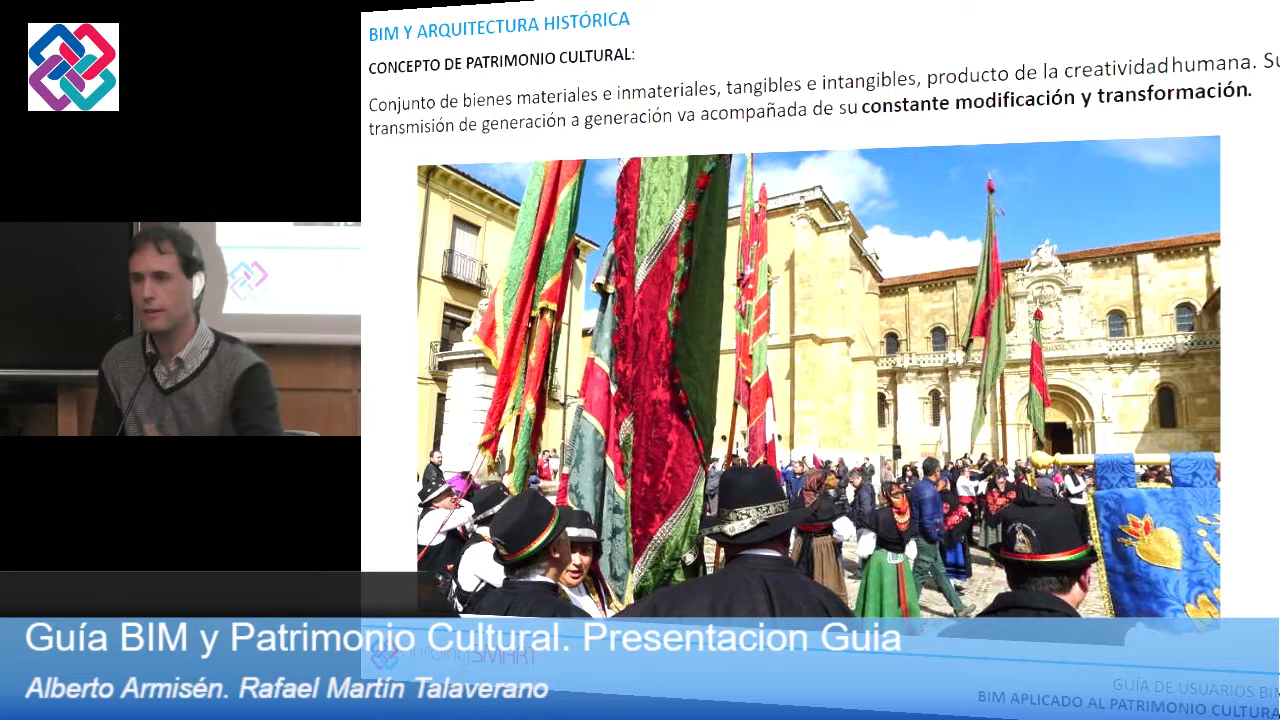 BIM Y ARQUITECTURA HISTÓRICA
CONCEPTO DE PATRIMONIO CULTURAL:
Conjunto de bienes materiales e inmateriales, tangibles e intangibles, producto de la creatividad humana. Su
transmisión de generación a generación va acompañada de su constante modificación y transformación.
Guía BIM y Patrimonio Cultural. Presentacion Guia
buildingSMART
Alberto Armisén. Rafael Martín Talaverano
GUÍA DE USUARIOS BIM
BIM APLICADO AL PATRIMONIO CULTURA